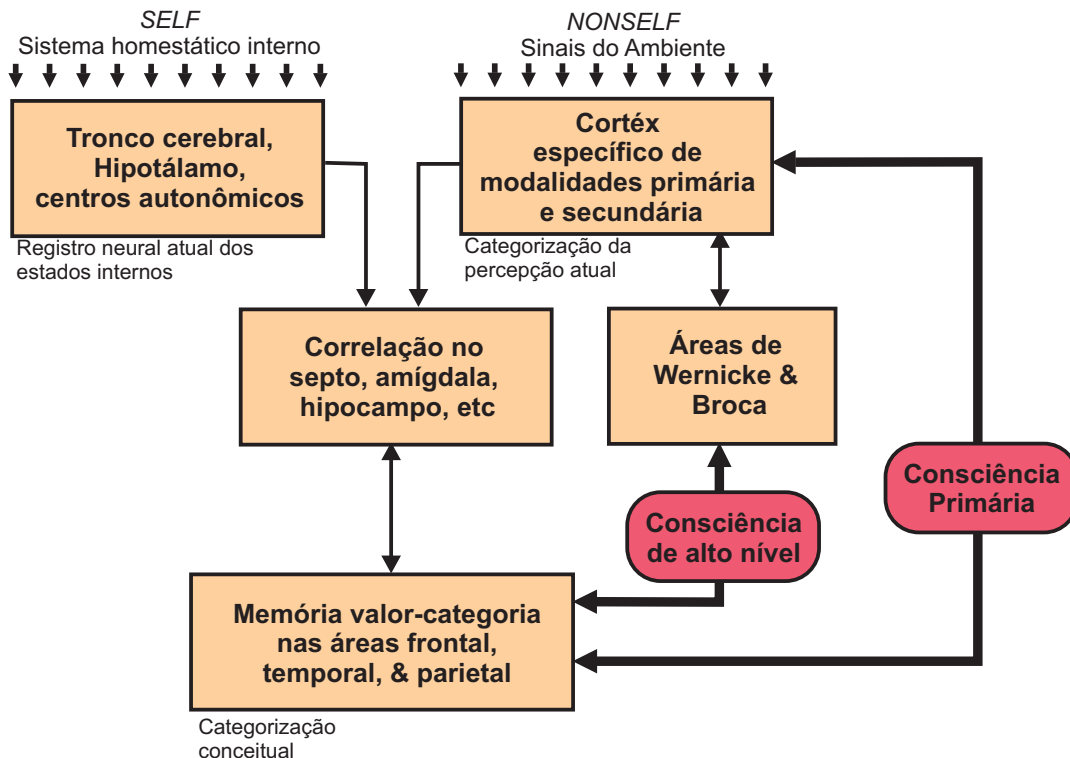 SELF
Sistema homestático interno
NONSELF
Sinais do Ambiente
Tronco cerebral,
Hipotálamo,
centros autonômicos
Registro neural atual dos
estados internos
Cortéx
específico de
modalidades primária
e secundária
Categorização da
percepção atual
Correlação no
septo, amígdala,
hipocampo, etc
Áreas de
Wernicke &
Broca
Consciência
Primária
Consciência
de alto nível
Memória valor-categoria
nas áreas frontal,
temporal, & parietal
Categorização
conceitual